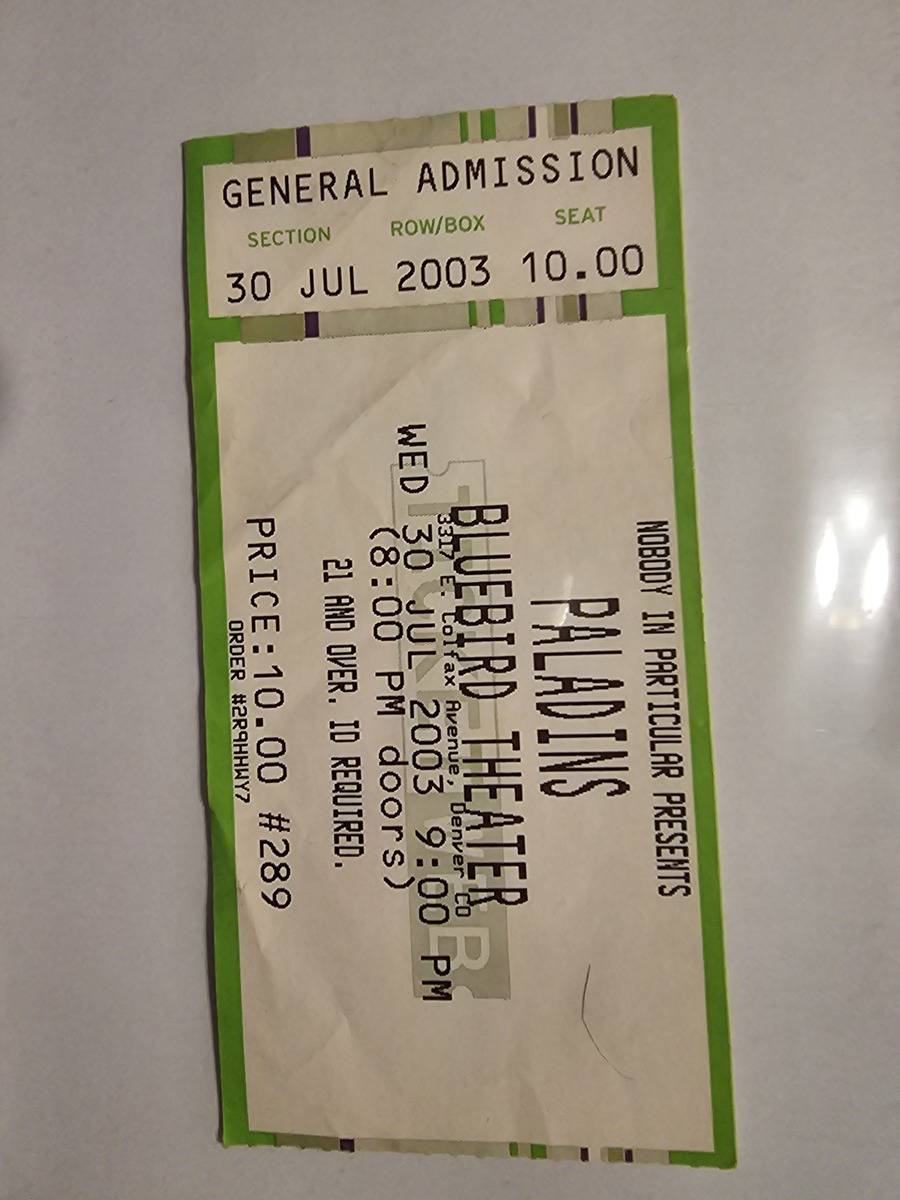 GENERAL ADMISSION
SECTION ROW/BOX SEAT
30 JUL 2003 10.00
NOBODY IN PARTICULAR PRESENTS
PALADINS
BLUEBIRD THEATER
3317 E. Colfax Avenue, Denver Co
WED 30 JUL 2003 9:00 PM
(8:00 PM doors)
21 AND OVER. ID REQUIRED.
PRICE:10.00 #289
ORDER #2R9HHWY7